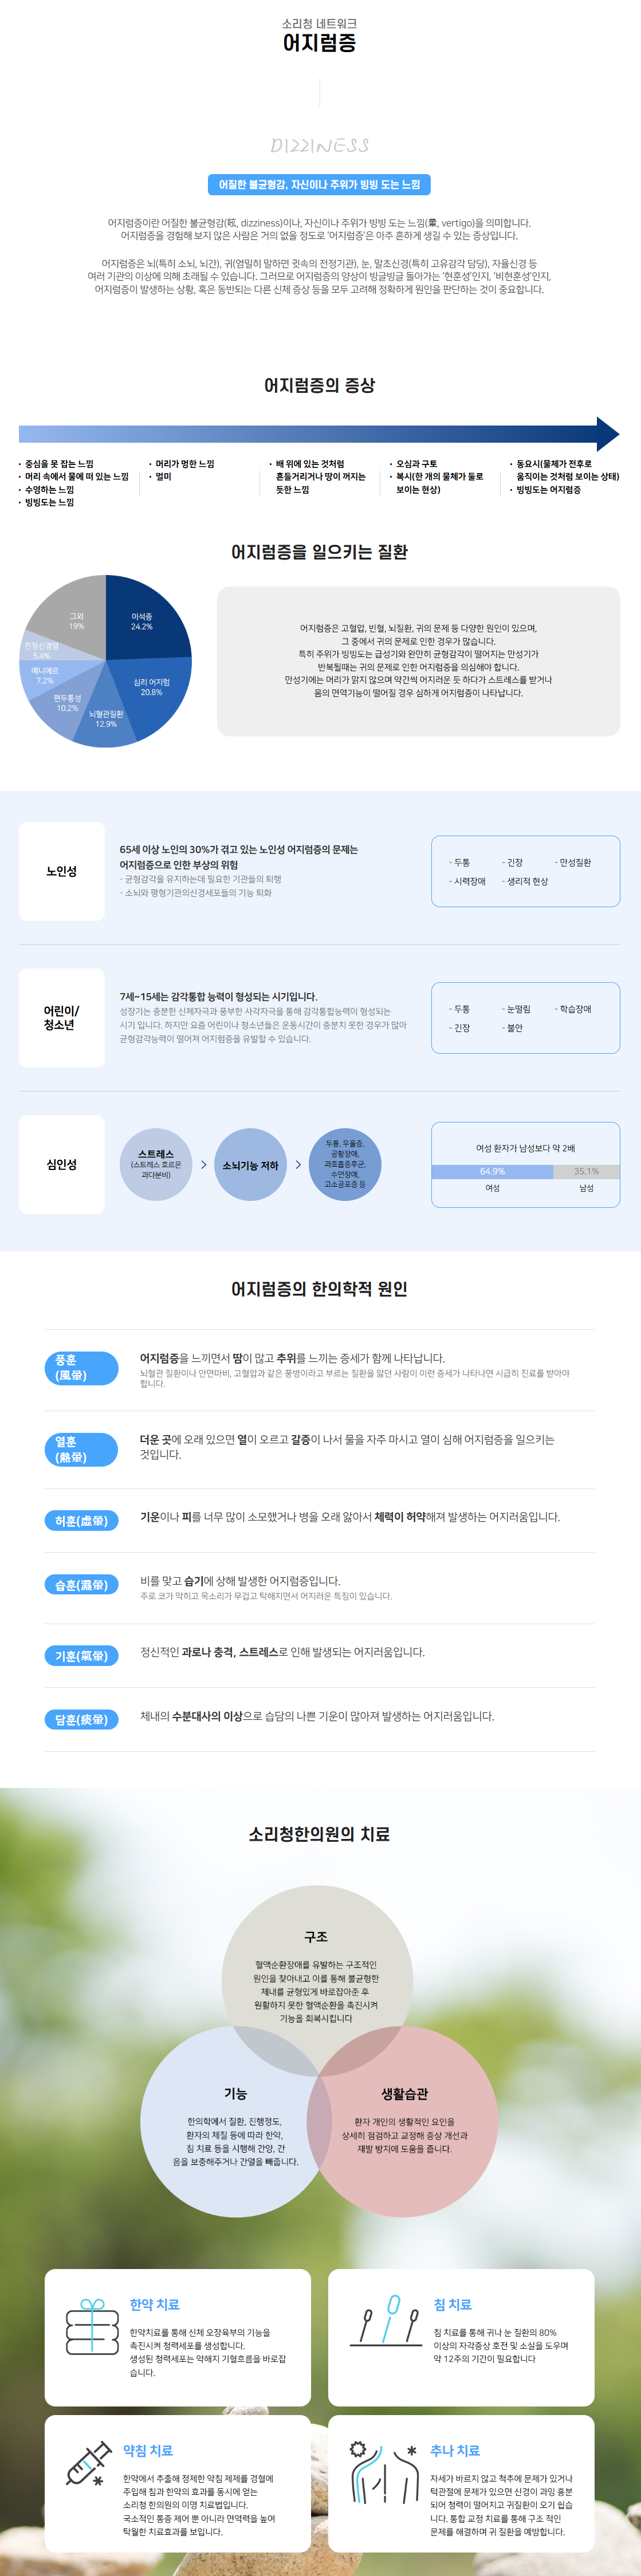 소리청 네트워크
어지럼증
DIZZINESS
어질한 불균형감, 자신이나 주위가 빙빙 도는 느낌
어지럼증이란 어질한 불균형감(眩, dizziness)이나, 자신이나 주위가 빙빙 도는 느낌(暈, vertigo)을 의미합니다.
어지럼증을 경험해 보지 않은 사람은 거의 없을 정도로 '어지럼증'은 아주 흔하게 생길 수 있는 증상입니다.
어지럼증은 뇌(특히 소뇌, 뇌간), 귀(엄밀히 말하면 귓속의 전정기관), 눈, 말초신경(특히 고유감각 담당), 자율신경 등
여러 기관의 이상에 의해 초래될 수 있습니다. 그러므로 어지럼증의 양상이 빙글빙글 돌아가는 '현훈성'인지, '비현훈성'인지,
어지럼증이 발생하는 상황, 혹은 동반되는 다른 신체 증상 등을 모두 고려해 정확하게 원인을 판단하는 것이 중요합니다.
어지럼증의 증상
· 중심을 못 잡는 느낌
· 머리 속에서 물에 떠 있는 느낌
· 수영하는 느낌
· 빙빙도는 느낌
· 머리가 멍한 느낌
· 멀미
· 배 위에 있는 것처럼
흔들리거나 땅이 꺼지는
듯한 느낌
· 오심과 구토
· 복시(한 개의 물체가 둘로
보이는 현상)
· 동요시(물체가 전후로
움직이는 것처럼 보이는 상태)
· 빙빙도는 어지럼증
어지럼증을 일으키는 질환
그외
19%
이석증
24.2%
전정신경염
5.4%
메니에르
7.2%
편두통성
10.2%
뇌혈관질환
12.9%
심리 어지럼
20.8%
어지럼증은 고혈압, 빈혈, 뇌질환, 귀의 문제 등 다양한 원인이 있으며,
그 중에서 귀의 문제로 인한 경우가 많습니다.
특히 주위가 빙빙도는 급성기와 완만히 균형감각이 떨어지는 만성기가
반복될때는 귀의 문제로 인한 어지럼증을 의심해야 합니다.
만성기에는 머리가 맑지 않으며 약간씩 어지러운 듯 하다가 스트레스를 받거나
몸의 면역기능이 떨어질 경우 심하게 어지럼증이 나타납니다.
노인성
65세 이상 노인의 30%가 겪고 있는 노인성 어지럼증의 문제는
어지럼증으로 인한 부상의 위험
- 균형감각을 유지하는데 필요한 기관들의 퇴행
- 소뇌와 평형기관의신경세포들의 기능 퇴화
- 두통 - 긴장 - 만성질환
- 시력장애 - 생리적 현상
어린이/
청소년
7세~15세는 감각통합 능력이 형성되는 시기입니다.
성장기는 충분한 신체자극과 풍부한 사각자극을 통해 감각통합능력이 형성되는
시기 입니다. 하지만 요즘 어린이나 청소년들은 운동시간이 충분치 못한 경우가 많아
균형감각능력이 떨어져 어지럼증을 유발할 수 있습니다.
- 두통 - 눈떨림 - 학습장애
- 긴장 - 불안
심인성
스트레스
(스트레스 호르몬
과다분비)
소뇌기능 저하
두통, 우울증,
공황장애,
과호흡증후군,
수면장애,
고소공포증 등
여성 환자가 남성보다 약 2배
64.9% 35.1%
여성 남성
어지럼증의 한의학적 원인
풍훈
(風暈)
어지럼증을 느끼면서 땀이 많고 추위를 느끼는 증세가 함께 나타납니다.
뇌혈관 질환이나 안면마비, 고혈압과 같은 풍병이라고 부르는 질환을 앓던 사람이 이런 증세가 나타나면 시급히 진료를 받아야
합니다.
열훈
(熱暈)
더운 곳에 오래 있으면 열이 오르고 갈증이 나서 물을 자주 마시고 열이 심해 어지럼증을 일으키는
것입니다.
허훈(虛暈)
기운이나 피를 너무 많이 소모했거나 병을 오래 앓아서 체력이 허약해져 발생하는 어지러움입니다.
습훈(濕暈)
비를 맞고 습기에 상해 발생한 어지럼증입니다.
주로 코가 막히고 목소리가 무겁고 탁해지면서 어지러운 특징이 있습니다.
기훈(氣暈)
정신적인 과로나 충격, 스트레스로 인해 발생되는 어지러움입니다.
담훈(痰暈)
체내의 수분대사의 이상으로 습담의 나쁜 기운이 많아져 발생하는 어지러움입니다.
소리청한의원의 치료
구조
혈액순환장애를 유발하는 구조적인
원인을 찾아내고 이를 통해 불균형한
체내를 균형있게 바로잡아준 후
원활하지 못한 혈액순환을 촉진시켜
기능을 회복시킵니다
기능
한의학에서 질환, 진행정도,
환자의 체질 등에 따라 한약,
침 치료 등을 시행해 간양, 간
음을 보충해주거나 간열을 빼줍니다.
생활습관
환자 개인의 생활적인 요인을
상세히 점검하고 교정해 증상 개선과
재발 방지에 도움을 줍니다.
한약 치료
한약치료를 통해 신체 오장육부의 기능을
촉진시켜 청력세포를 생성합니다.
생성된 청력세포는 약해지 기혈흐름을 바로잡
습니다.
침 치료
침 치료를 통해 귀나 눈 질환의 80%
이상의 자각증상 호전 및 소실을 도우며
약 12주의 기간이 필요합니다
약침 치료
한약에서 추출해 정제한 약침 제제를 경혈에
주입해 침과 한약의 효과를 동시에 얻는
소리청 한의원의 이명 치료법입니다.
국소적인 통증 제어 뿐 아니라 면약력을 높여
탁월한 치료효과를 보입니다.
추나 치료
자세가 바르지 않고 척추에 문제가 있거나
턱관절에 문제가 있으면 신경이 과잉 흥분
되어 청력이 떨어지고 귀질환이 오기 쉽습
니다. 통합 교정 치료를 통해 구조 적인
문제를 해결하며 귀 질환을 예방합니다.